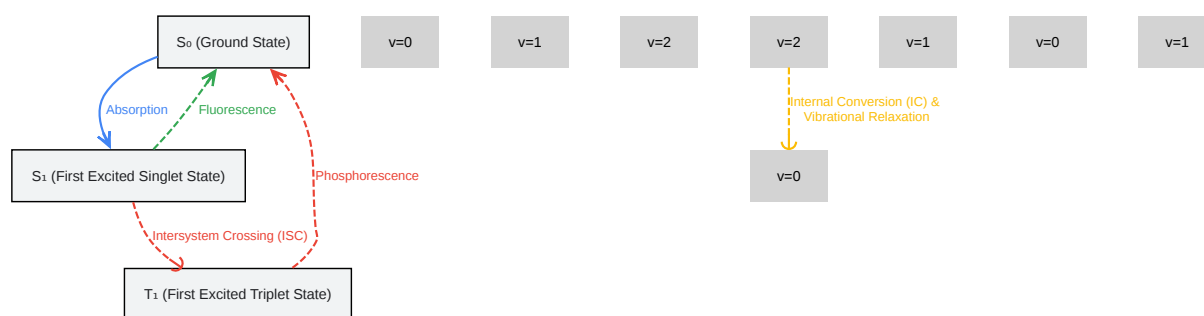 S₀ (Ground State)
v=0
v=1
v=2
v=2
v=1
v=0
v=1
Absorption
Fluorescence
Internal Conversion (IC) &
Vibrational Relaxation
S₁ (First Excited Singlet State)
Phosphorescence
v=0
Intersystem Crossing (ISC)
T₁ (First Excited Triplet State)